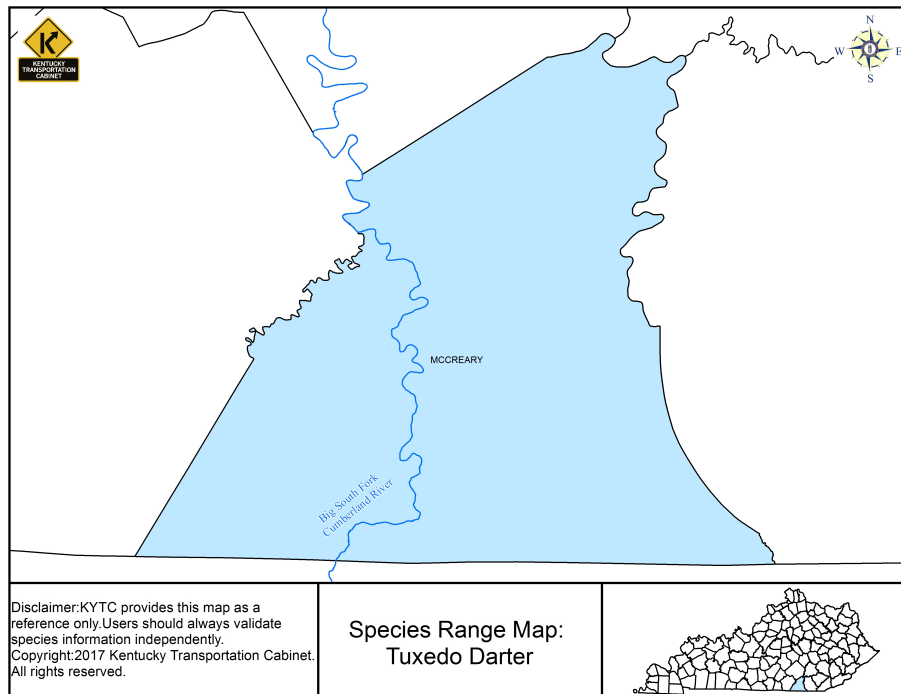 KENTUCKY
TRANSPORTATION
CABINET
N
W
E
S
MCCREARY
Big South Fork
Cumberland River
Disclaimer:KYTC provides this map as a
reference only.Users should always validate
species information independently.
Copyright:2017 Kentucky Transportation Cabinet.
All rights reserved.
Species Range Map:
Tuxedo Darter